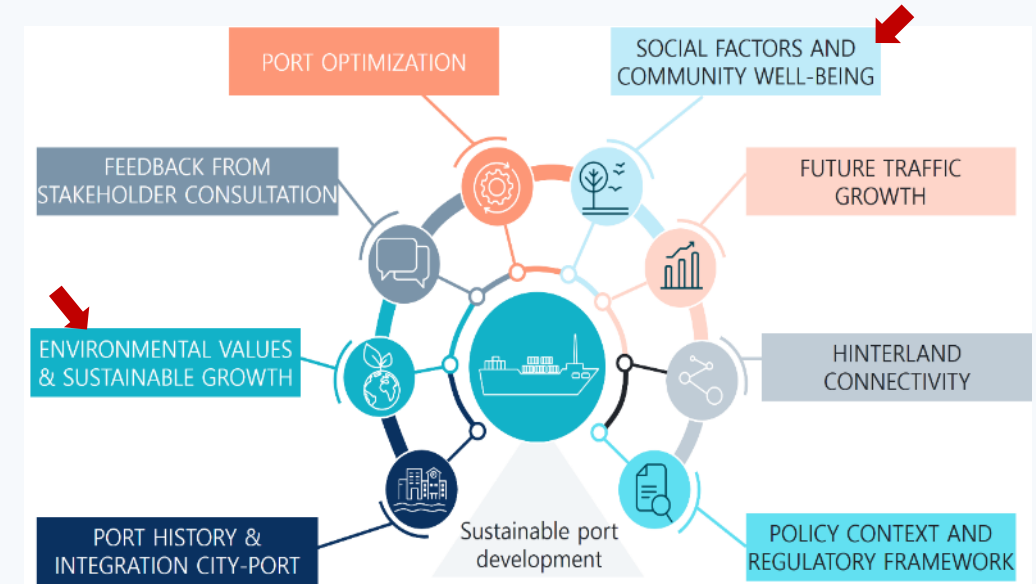 PORT OPTIMIZATION
SOCIAL FACTORS AND
COMMUNITY WELL-BEING
FEEDBACK FROM
STAKEHOLDER CONSULTATION
FUTURE TRAFFIC
GROWTH
ENVIRONMENTAL VALUES
& SUSTAINABLE GROWTH
HINTERLAND
CONNECTIVITY
PORT HISTORY &
INTEGRATION CITY-PORT
Sustainable port
development
POLICY CONTEXT AND
REGULATORY FRAMEWORK